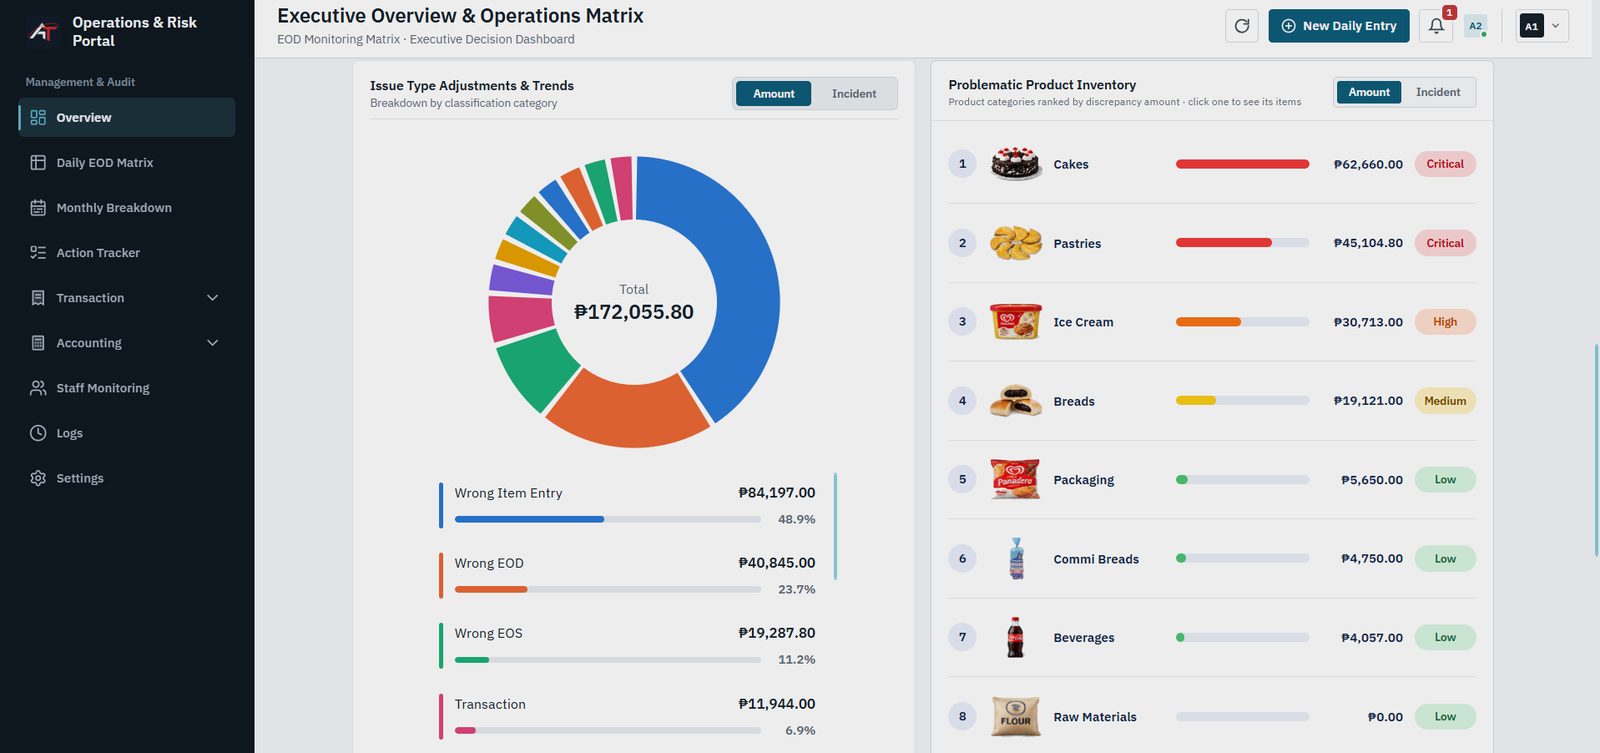 Operations & Risk
Portal
Management & Audit
Overview
Daily EOD Matrix
Monthly Breakdown
Action Tracker
Transaction
Accounting
Staff Monitoring
Logs
Settings
Executive Overview & Operations Matrix
EOD Monitoring Matrix · Executive Decision Dashboard
New Daily Entry
1
A2
A1
Issue Type Adjustments & Trends
Breakdown by classification category
Amount
Incident
Total
₱172,055.80
Wrong Item Entry
₱84,197.00
48.9%
Wrong EOD
₱40,845.00
23.7%
Wrong EOS
₱19,287.80
11.2%
Transaction
₱11,944.00
6.9%
Problematic Product Inventory
Product categories ranked by discrepancy amount · click one to see its items
Amount
Incident
1 Cakes ₱62,660.00 Critical
2 Pastries ₱45,104.80 Critical
3 Ice Cream ₱30,713.00 High
4 Breads ₱19,121.00 Medium
5 Panadero Packaging ₱5,650.00 Low
6 Commi Breads ₱4,750.00 Low
7 Beverages ₱4,057.00 Low
8 FLOUR Raw Materials ₱0.00 Low